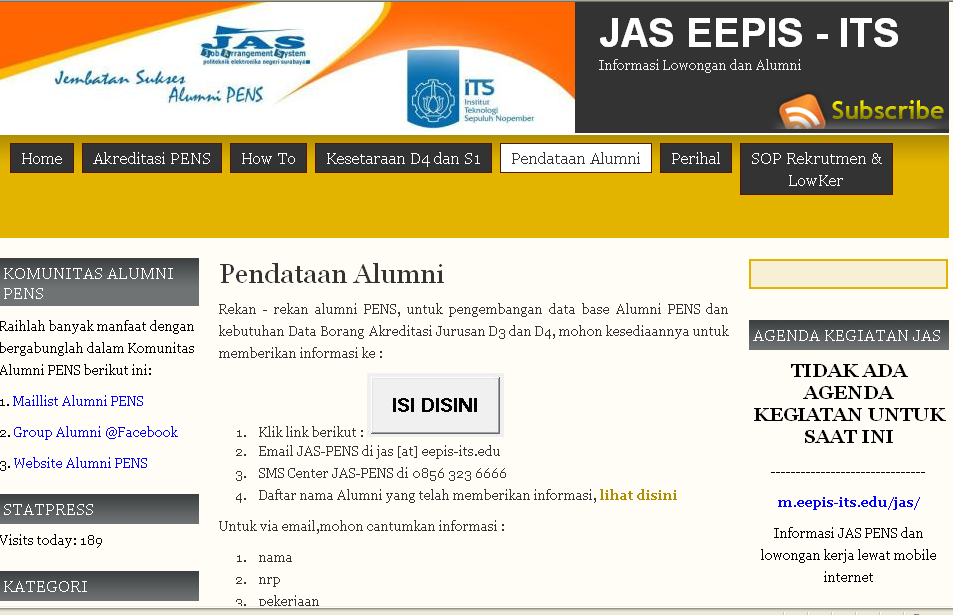 JAS
Job Arrangement System
politeknik elektronika negeri surabaya
Jembatan Sukses
Alumni PENS
ITS
Institut
Teknologi
Sepuluh Nopember
JAS EEPIS - ITS
Informasi Lowongan dan Alumni
Subscribe
Home
Akreditasi PENS
How To
Kesetaraan D4 dan S1
Pendataan Alumni
Perihal
SOP Rekrutmen &
LowKer
KOMUNITAS ALUMNI
PENS
Raihlah banyak manfaat dengan
bergabunglah dalam Komunitas
Alumni PENS berikut ini:
1. Maillist Alumni PENS
2. Group Alumni @Facebook
3. Website Alumni PENS
STATPRESS
Visits today: 189
KATEGORI
Pendataan Alumni
Rekan - rekan alumni PENS, untuk pengembangan data base Alumni PENS dan
kebutuhan Data Borang Akreditasi Jurusan D3 dan D4, mohon kesediaannya untuk
memberikan informasi ke :
1. Klik link berikut : ISI DISINI
2. Email JAS-PENS di jas [at] eepis-its.edu
3. SMS Center JAS-PENS di 0856 323 6666
4. Daftar nama Alumni yang telah memberikan informasi, lihat disini
Untuk via email,mohon cantumkan informasi :
1. nama
2. nrp
3. pekerjaan
AGENDA KEGIATAN JAS
TIDAK ADA
AGENDA
KEGIATAN UNTUK
SAAT INI
--------------------------------
m.eepis-its.edu/jas/
Informasi JAS PENS dan
lowongan kerja lewat mobile
internet